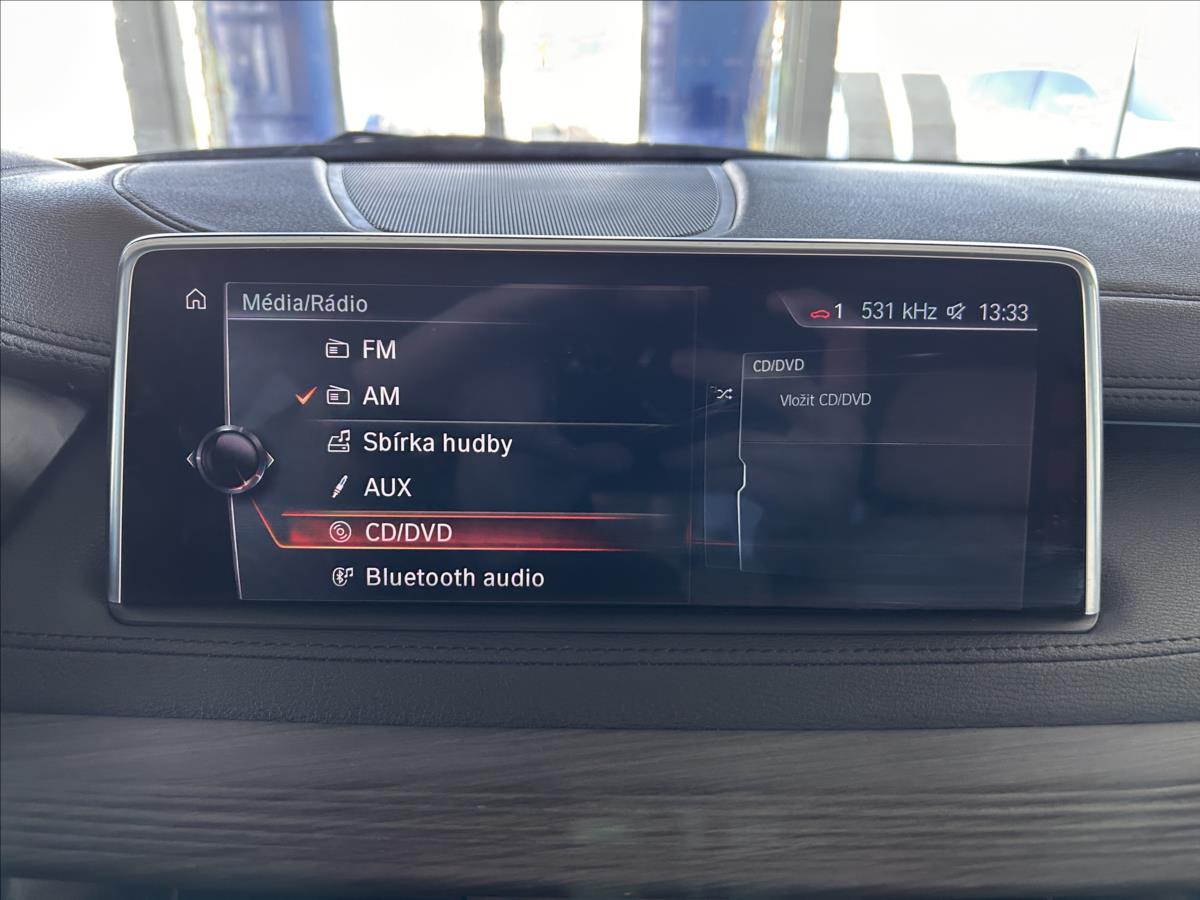 Média/Rádio
1 531 kHz 13:33
FM
AM
Sbírka hudby
AUX
CD/DVD
Bluetooth audio
CD/DVD
Vložit CD/DVD